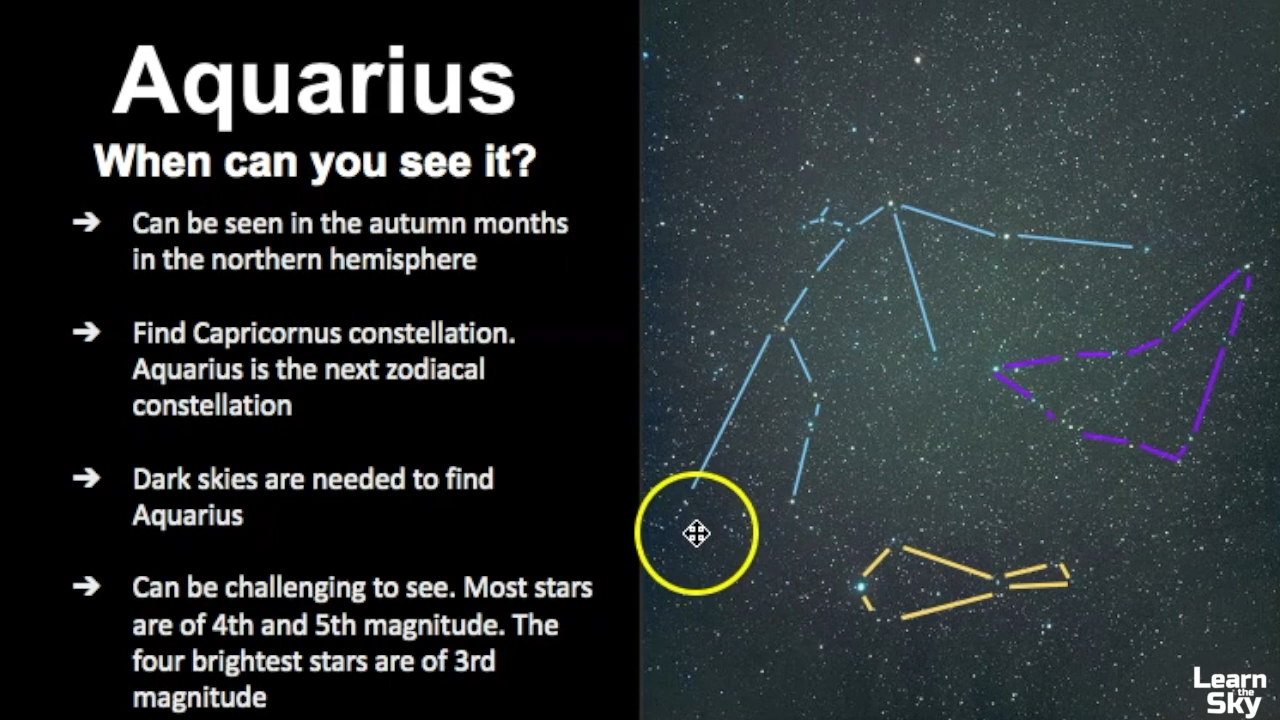 Aquarius
When can you see it?
➔ Can be seen in the autumn months
in the northern hemisphere
➔ Find Capricornus constellation.
Aquarius is the next zodiacal
constellation
➔ Dark skies are needed to find
Aquarius
➔ Can be challenging to see. Most stars
are of 4th and 5th magnitude. The
four brightest stars are of 3rd
magnitude
Learn
the
Sky